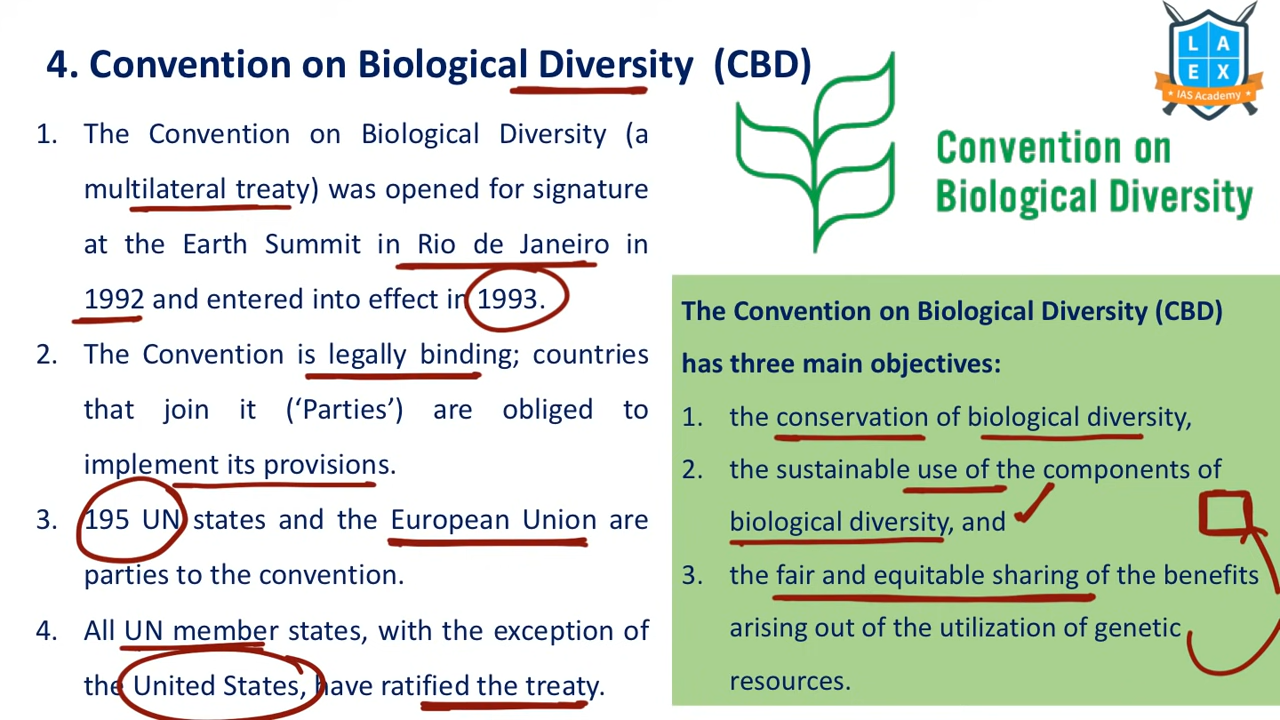 4. Convention on Biological Diversity (CBD)
L A
E X
IAS Academy
1. The Convention on Biological Diversity (a
multilateral treaty) was opened for signature
at the Earth Summit in Rio de Janeiro in
1992 and entered into effect in 1993.
2. The Convention is legally binding; countries
that join it (‘Parties’) are obliged to
implement its provisions.
3. 195 UN states and the European Union are
parties to the convention.
4. All UN member states, with the exception of
the United States, have ratified the treaty.
Convention on
Biological Diversity
The Convention on Biological Diversity (CBD)
has three main objectives:
1. the conservation of biological diversity,
2. the sustainable use of the components of
biological diversity, and
3. the fair and equitable sharing of the benefits
arising out of the utilization of genetic
resources.